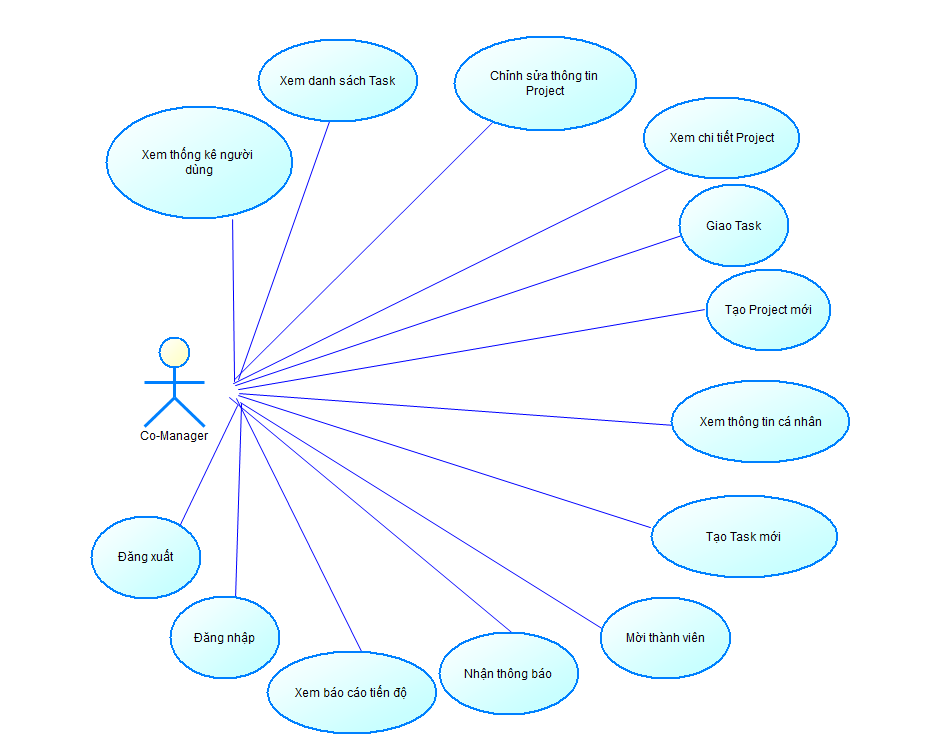 Xem danh sách Task
Chỉnh sửa thông tin
Project
Xem chi tiết Project
Xem thống kê người
dùng
Giao Task
Tạo Project mới
Xem thông tin cá nhân
Co-Manager
Tạo Task mới
Đăng xuất
Đăng nhập
Mời thành viên
Nhận thông báo
Xem báo cáo tiến độ